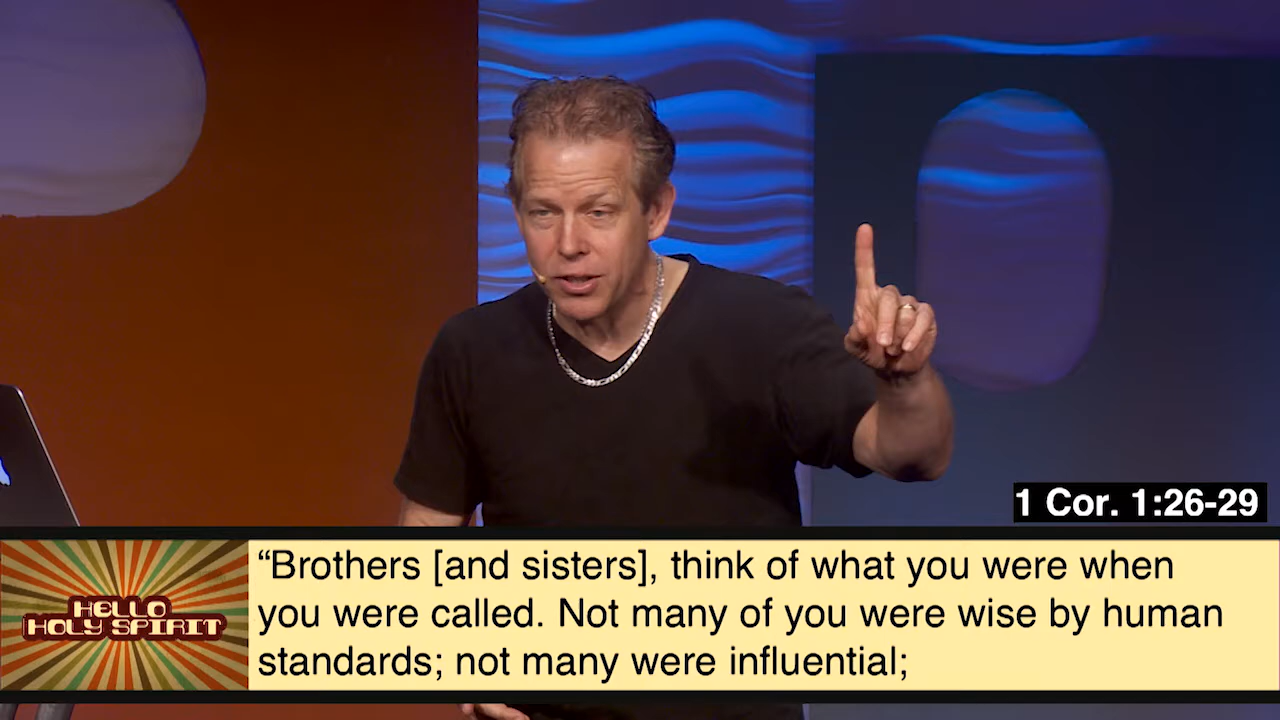 1 Cor. 1:26-29
HELLO
HOLY SPIRIT
“Brothers [and sisters], think of what you were when
you were called. Not many of you were wise by human
standards; not many were influential;